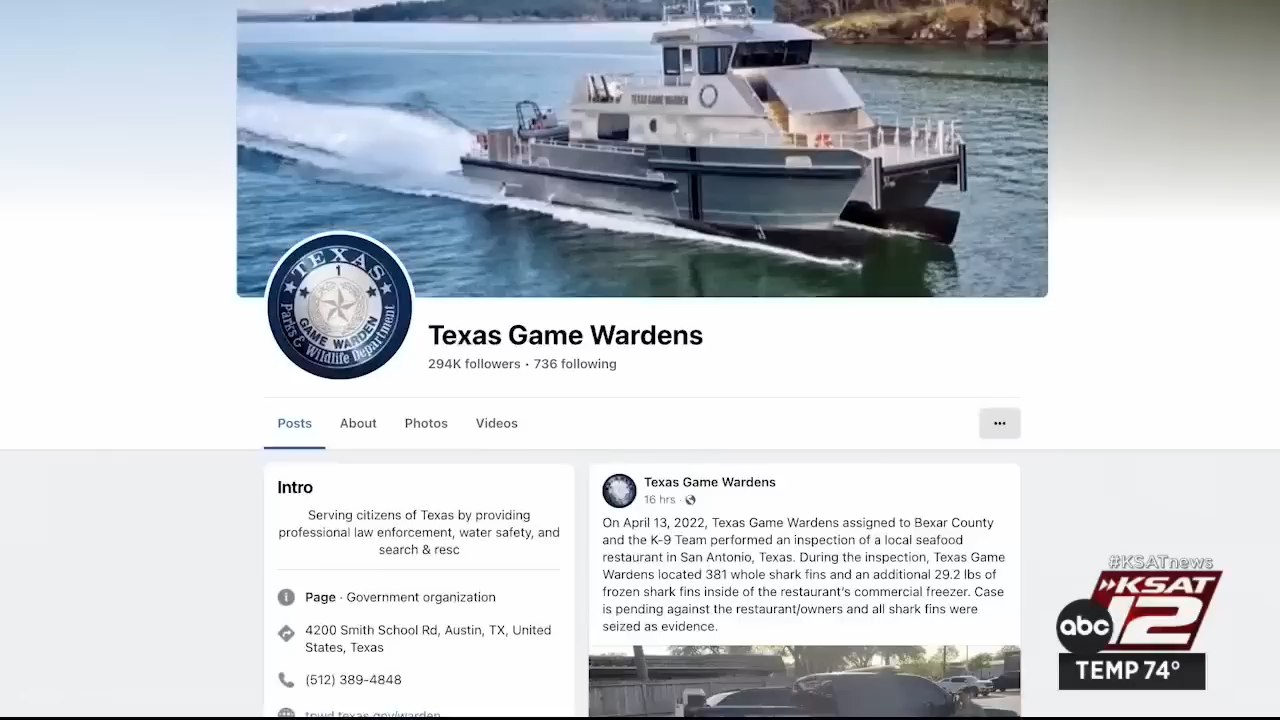 TEXAS GAME WARDEN
TEXAS
1
GAME WARDEN
Parks & Wildlife Department
Texas Game Wardens
294K followers · 736 following
Posts
About
Photos
Videos
...
Intro
Serving citizens of Texas by providing
professional law enforcement, water safety, and
search & resc
Page · Government organization
4200 Smith School Rd, Austin, TX, United
States, Texas
(512) 389-4848
tpwd.texas.gov/warden
Texas Game Wardens
16 hrs ·
On April 13, 2022, Texas Game Wardens assigned to Bexar County
and the K-9 Team performed an inspection of a local seafood
restaurant in San Antonio, Texas. During the inspection, Texas Game
Wardens located 381 whole shark fins and an additional 29.2 lbs of
frozen shark fins inside of the restaurant's commercial freezer. Case
is pending against the restaurant/owners and all shark fins were
seized as evidence.
#KSATnews
KSAT
abc
12
TEMP 74°